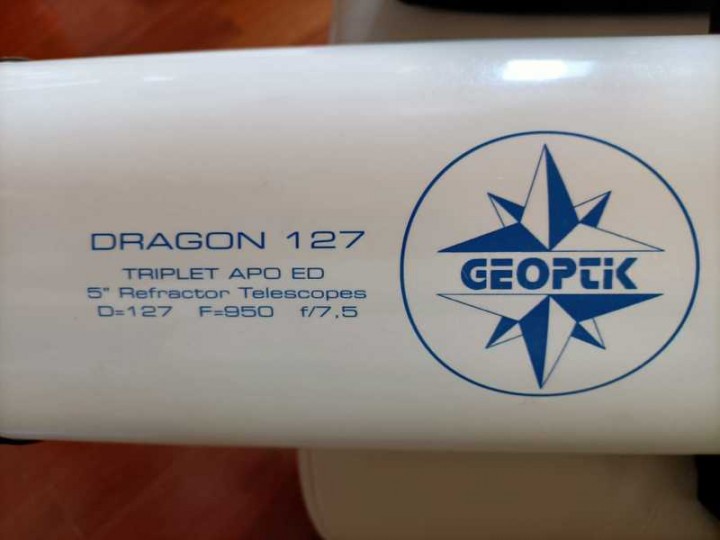 DRAGON 127
TRIPLET APO ED
5" Refractor Telescopes
D=127 F=950 f/7,5
GEOPTIK